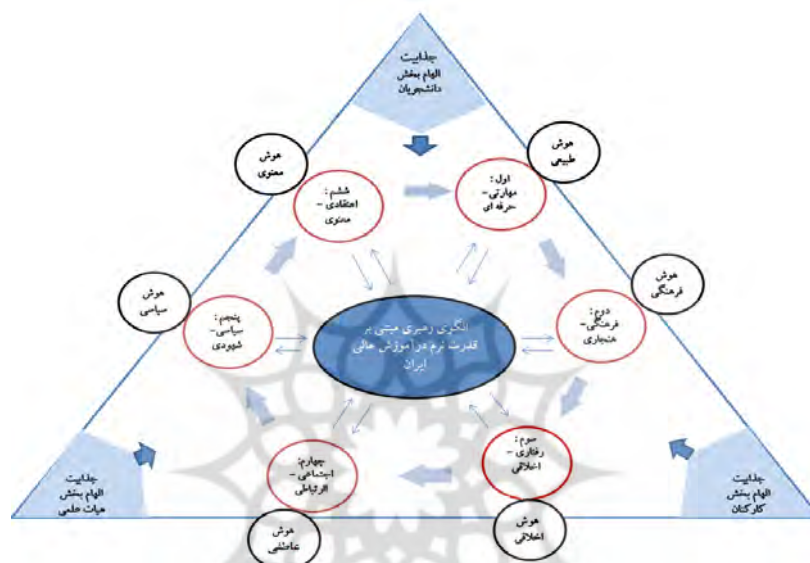 جذابیت
الهام بخش
دانشجویان
هوش
معنوی
هوش
طبیعی
ششم:
اعتقادی-
معنوی
اول:
مهارتی-
حرفه ای
هوش
سیاسی
هوش
فرهنگی
پنجم:
سیاسی-
شهودی
دوم:
فرهنگی-
هنجاری
الگوی رهبری مبتنی بر
قدرت نرم در آموزش عالی
ایران
چهارم:
اجتماعی-
ارتباطی
سوم:
رفتاری-
اخلاقی
جذابیت
الهام بخش
هیات علمی
جذابیت
الهام بخش
کارکنان
هوش
عاطفی
هوش
اخلاقی